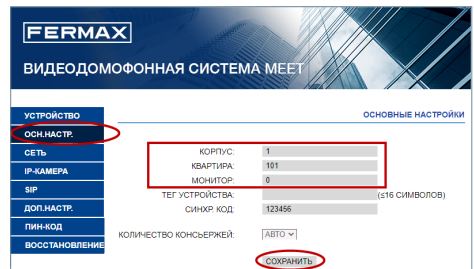 FERMAX
ВИДЕОДОМОФОННАЯ СИСТЕМА MEET
УСТРОЙСТВО
ОСНОВНЫЕ НАСТРОЙКИ
ОСН.НАСТР.
СЕТЬ
IP-КАМЕРА
SIP
ДОП.НАСТР.
ПИН-КОД
ВОССТАНОВЛЕНИЕ
КОРПУС: 1
КВАРТИРА: 101
МОНИТОР: 0
ТЕГ УСТРОЙСТВА: (≤16 СИМВОЛОВ)
СИНХР. КОД: 123456
КОЛИЧЕСТВО КОНСЬЕРЖЕЙ: АВТО
СОХРАНИТЬ